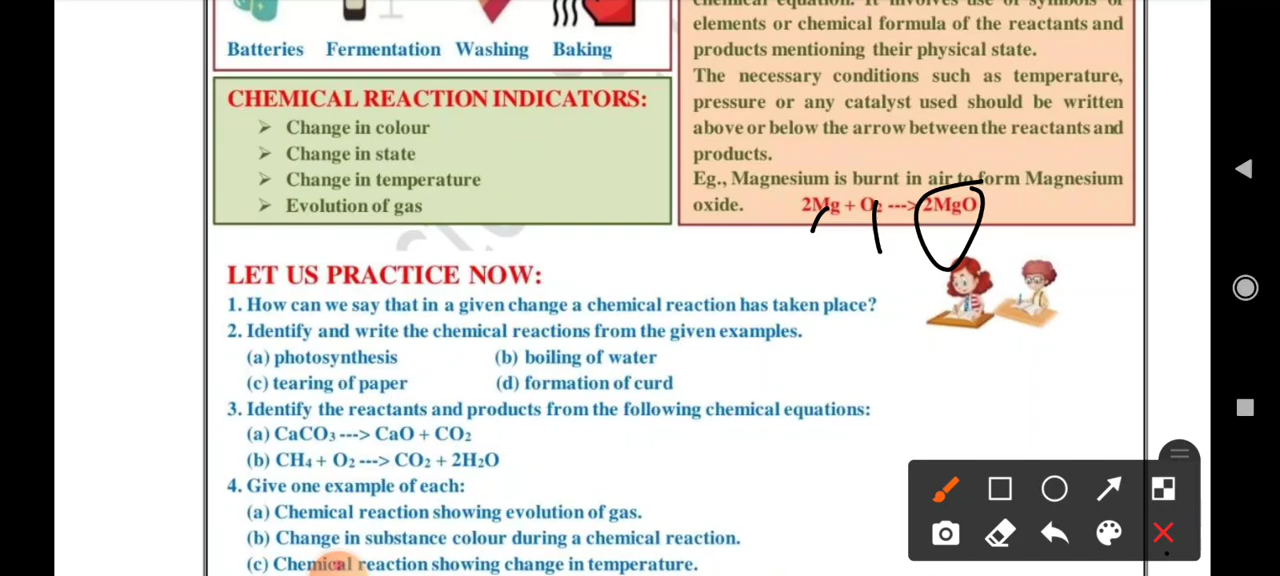 Batteries Fermentation Washing Baking
CHEMICAL REACTION INDICATORS:
➢ Change in colour
➢ Change in state
➢ Change in temperature
➢ Evolution of gas
elements or chemical formula of the reactants and
products mentioning their physical state.
The necessary conditions such as temperature,
pressure or any catalyst used should be written
above or below the arrow between the reactants and
products.
Eg., Magnesium is burnt in air to form Magnesium
oxide. 2Mg + O₂ ---> 2MgO
LET US PRACTICE NOW:
1. How can we say that in a given change a chemical reaction has taken place?
2. Identify and write the chemical reactions from the given examples.
(a) photosynthesis (b) boiling of water
(c) tearing of paper (d) formation of curd
3. Identify the reactants and products from the following chemical equations:
(a) CaCO₃ ---> CaO + CO₂
(b) CH₄ + O₂ ---> CO₂ + 2H₂O
4. Give one example of each:
(a) Chemical reaction showing evolution of gas.
(b) Change in substance colour during a chemical reaction.
(c) Chemical reaction showing change in temperature.